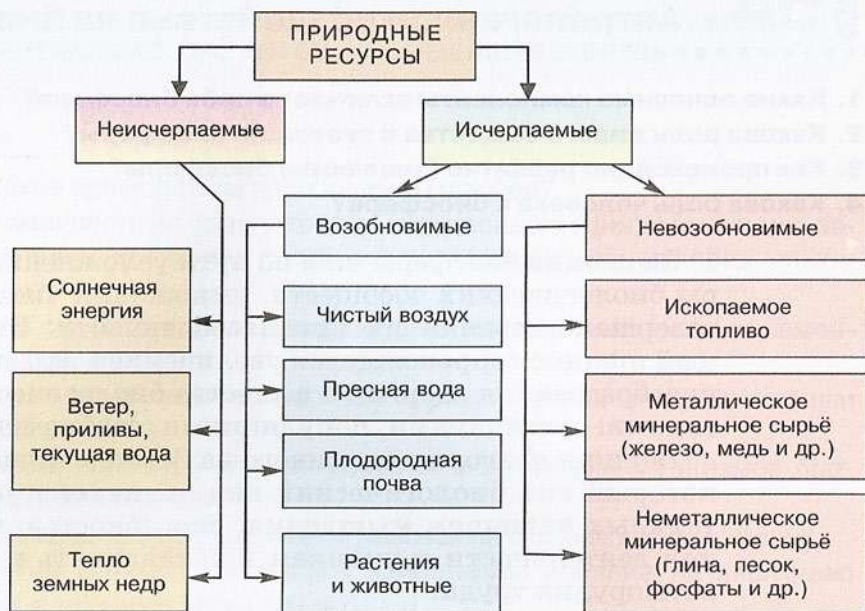 ПРИРОДНЫЕ
РЕСУРСЫ
Неисчерпаемые
Исчерпаемые
Возобновимые
Невозобновимые
Солнечная
энергия
Чистый воздух
Ископаемое
топливо
Ветер,
приливы,
текущая вода
Пресная вода
Плодородная
почва
Металлическое
минеральное сырьё
(железо, медь и др.)
Тепло
земных недр
Растения
и животные
Неметаллическое
минеральное сырьё
(глина, песок,
фосфаты и др.)